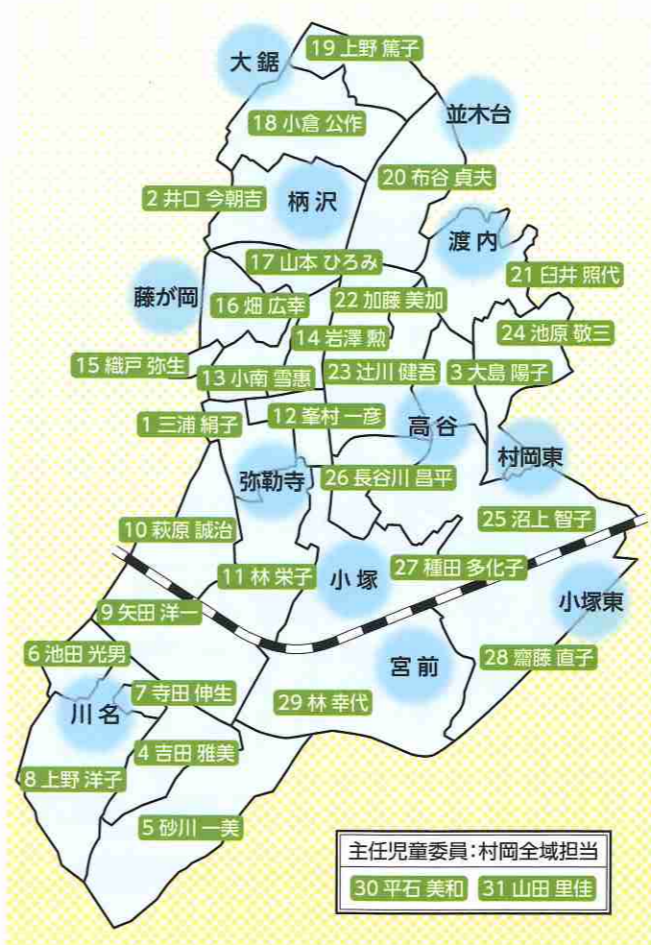 19 上野 篤子
大鋸
並木台
18 小倉 公作
20 布谷 貞夫
2 井口 今朝吉
柄沢
渡内
17 山本 ひろみ
21 臼井 照代
藤が岡
16 畑 広幸
22 加藤 美加
24 池原 敬三
14 岩澤 勲
15 織戸 弥生
13 小南 雪惠
23 辻川 健吾
3 大島 陽子
1 三浦 絹子
12 峯村 一彦
高谷
村岡東
弥勒寺
26 長谷川 昌平
10 萩原 誠治
25 沼上 智子
11 林 栄子
小塚
27 種田 多化子
9 矢田 洋一
小塚東
6 池田 光男
宮前
28 齋藤 直子
7 寺田 伸生
29 林 幸代
川名
4 吉田 雅美
8 上野 洋子
5 砂川 一美
主任児童委員:村岡全域担当
30 平石 美和 31 山田 里佳